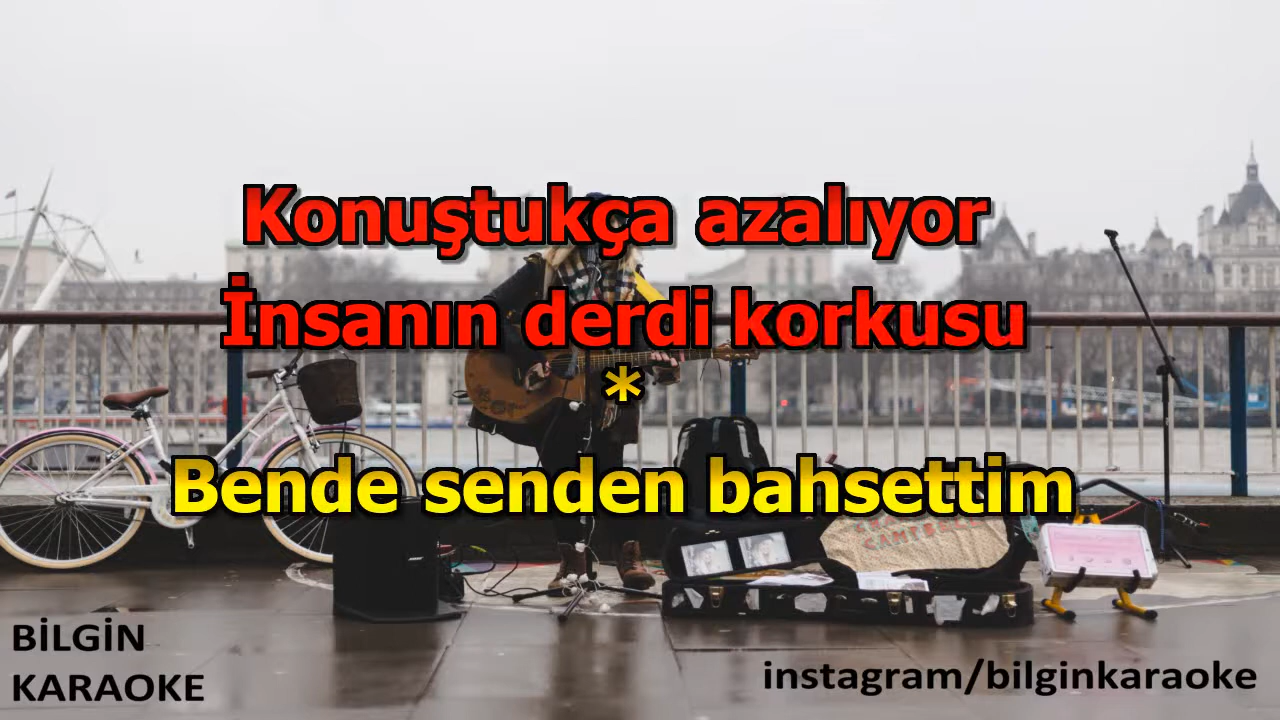 Konuştukça azalıyor
İnsanın derdi korkusu
*
Bende senden bahsettim
BİLGİN
KARAOKE
instagram/bilginkaraoke